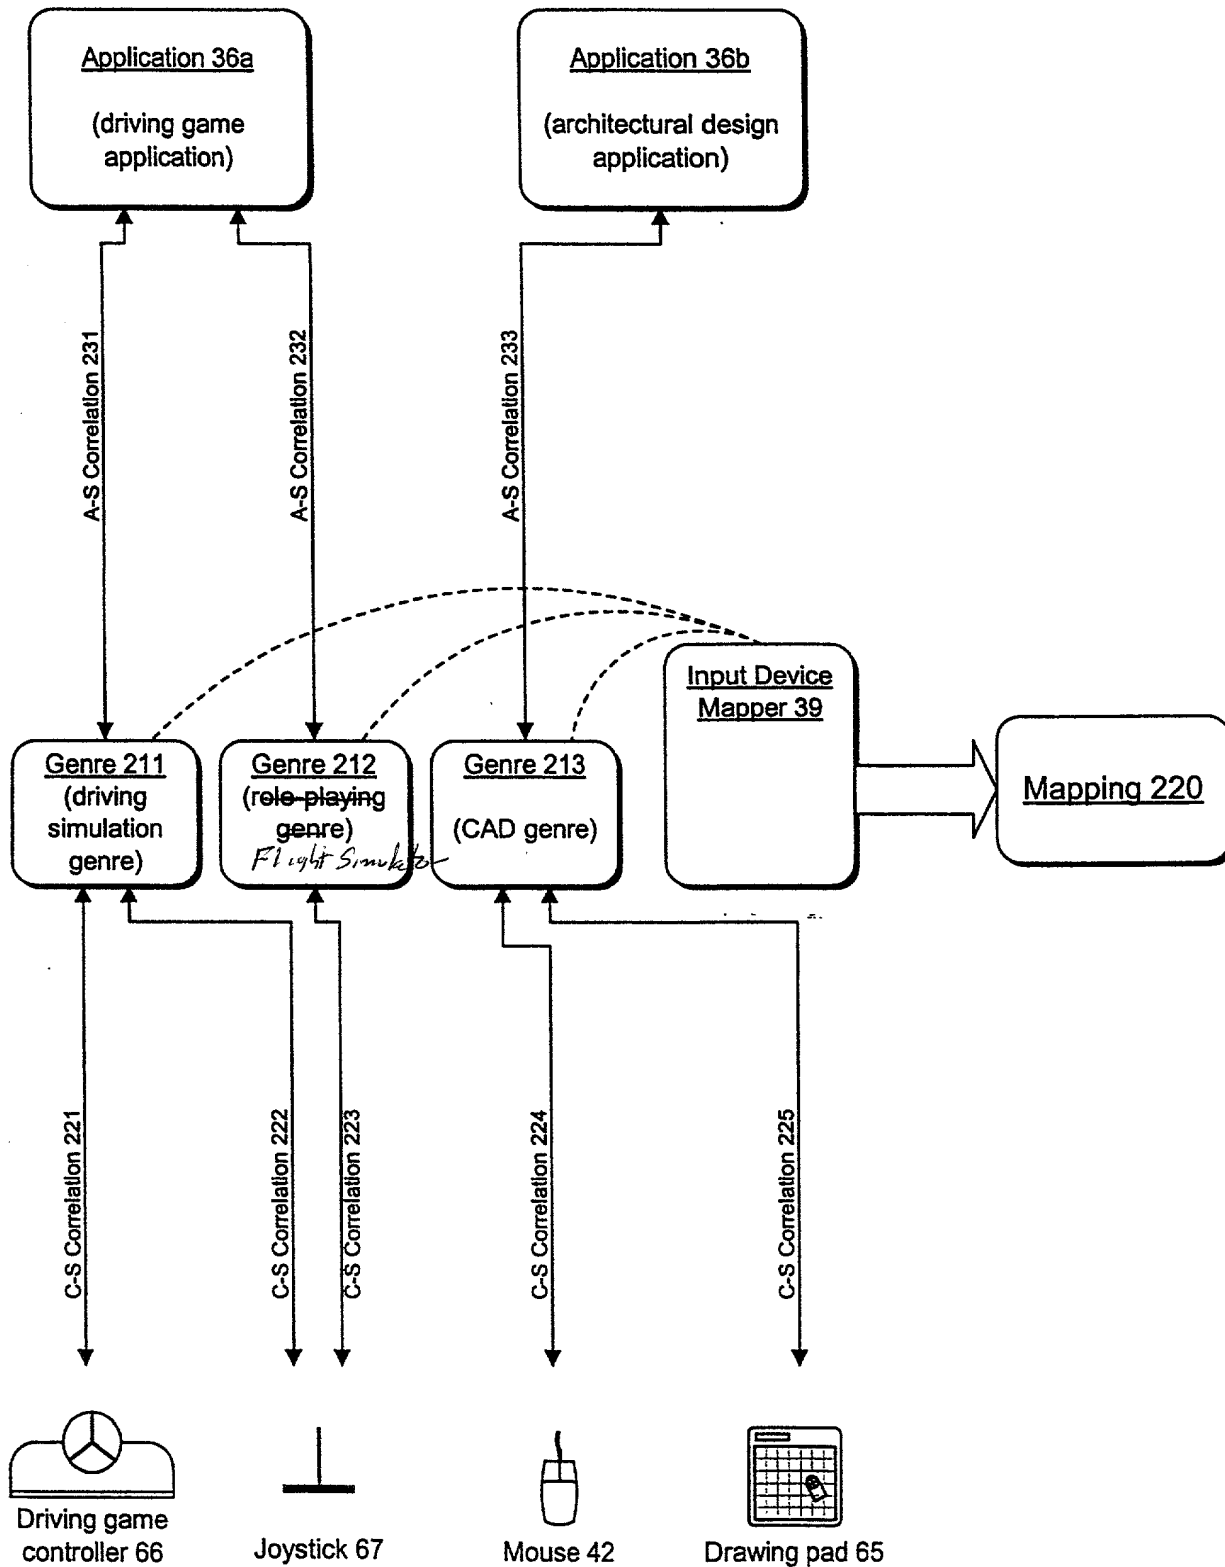 Application 36a
(driving game
application)
Application 36b
(architectural design
application)
A-S Correlation 231
A-S Correlation 232
A-S Correlation 233
Input Device
Mapper 39
Mapping 220
Genre 211
(driving
simulation
genre)
Genre 212
(role-playing
genre)
Flight Simulator
Genre 213
(CAD genre)
C-S Correlation 221
C-S Correlation 222
C-S Correlation 223
C-S Correlation 224
C-S Correlation 225
Driving game
controller 66
Joystick 67
Mouse 42
Drawing pad 65